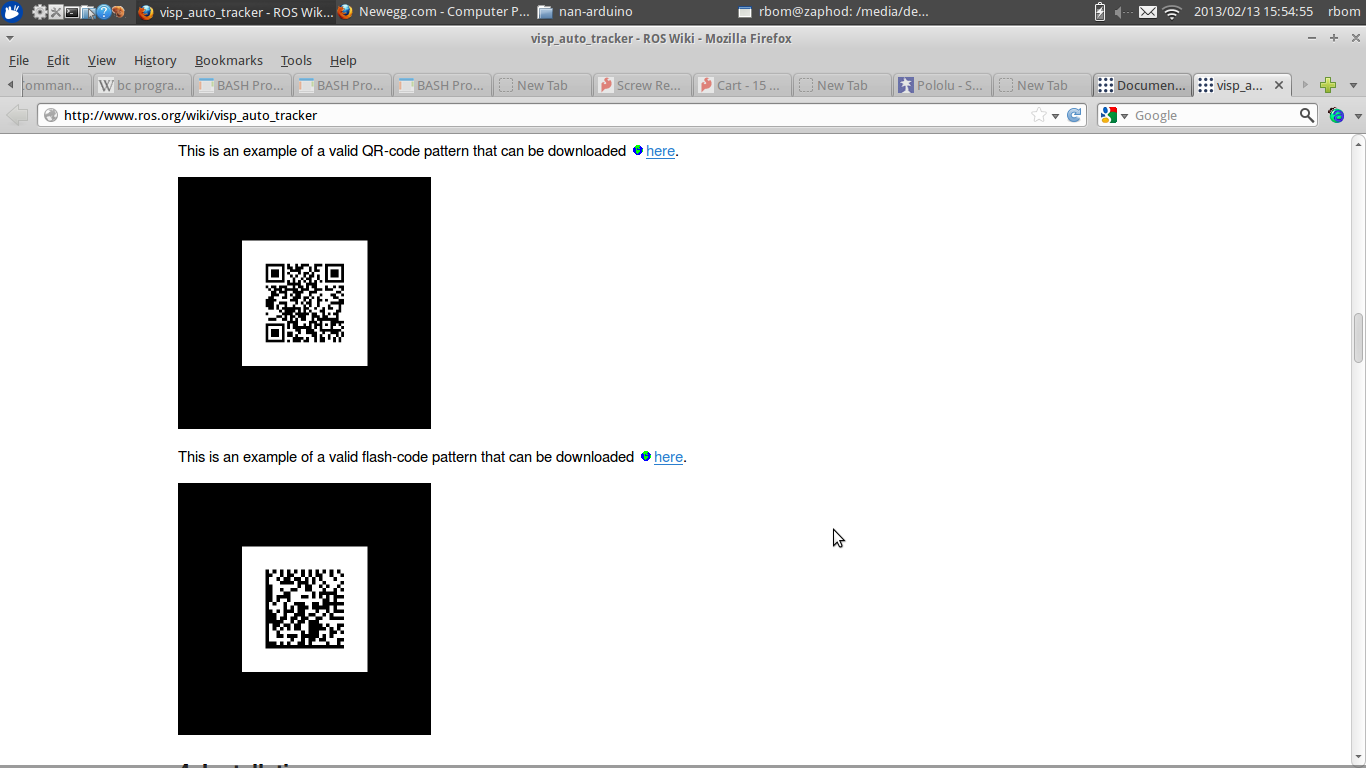 visp_auto_tracker - ROS Wik... Newegg.com - Computer P... nan-arduino rbom@zaphod: /media/de... 2013/02/13 15:54:55 rbom
visp_auto_tracker - ROS Wiki - Mozilla Firefox
File Edit View History Bookmarks Tools Help
comman... bc progra... BASH Pro... BASH Pro... BASH Pro... New Tab Screw Re... Cart - 15 ... New Tab Pololu - S... New Tab Documen... visp_a...
http://www.ros.org/wiki/visp_auto_tracker Google
This is an example of a valid QR-code pattern that can be downloaded here.
This is an example of a valid flash-code pattern that can be downloaded here.